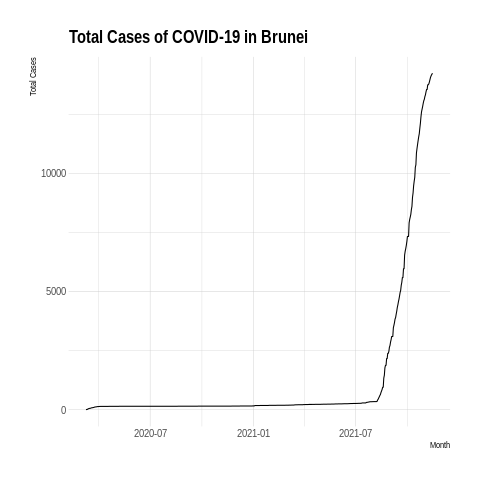 Total Cases of COVID-19 in Brunei
Total Cases
10000
5000
0
2020-07
2021-01
2021-07
Month